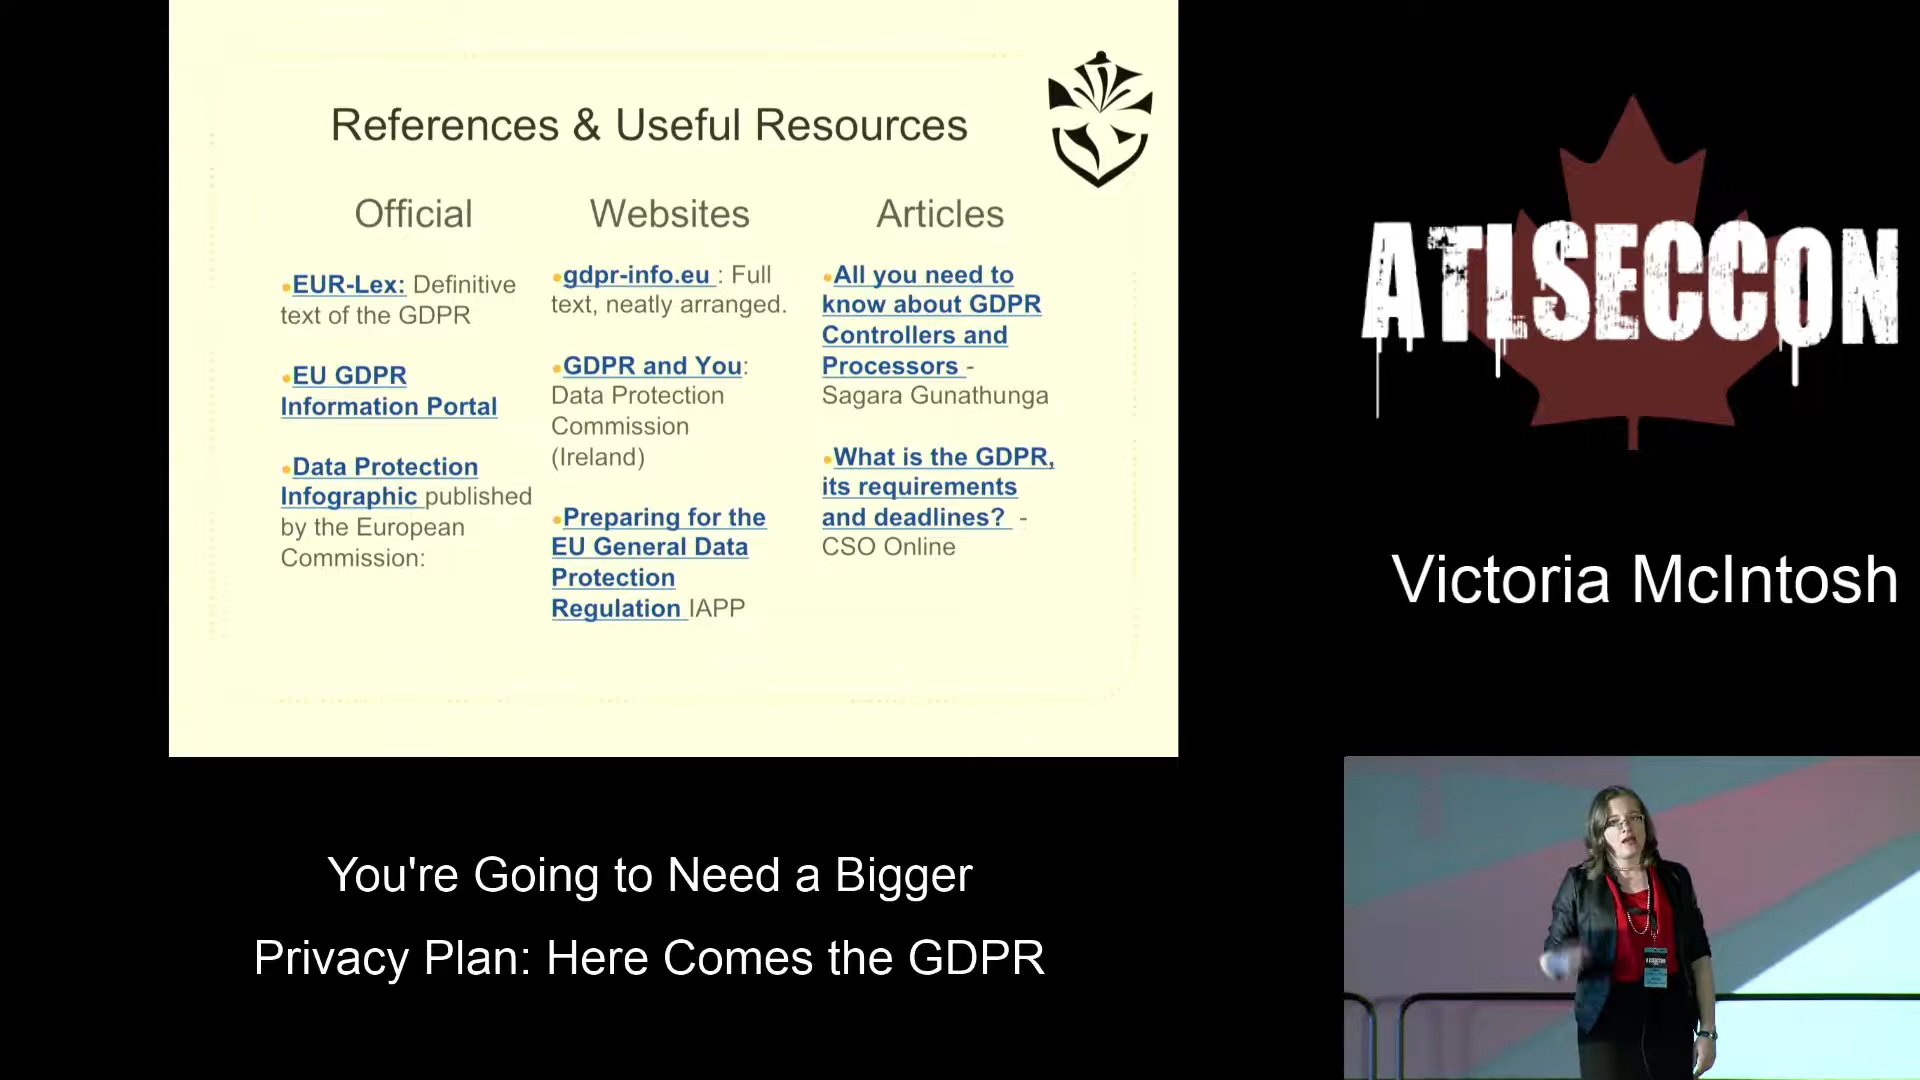 References & Useful Resources
Official
•EUR-Lex: Definitive
text of the GDPR
•EU GDPR
Information Portal
•Data Protection
Infographic published
by the European
Commission:
Websites
•gdpr-info.eu : Full
text, neatly arranged.
•GDPR and You:
Data Protection
Commission
(Ireland)
•Preparing for the
EU General Data
Protection
Regulation IAPP
Articles
•All you need to
know about GDPR
Controllers and
Processors -
Sagara Gunathunga
•What is the GDPR,
its requirements
and deadlines? -
CSO Online
ATLSECCON
Victoria McIntosh
You're Going to Need a Bigger
Privacy Plan: Here Comes the GDPR